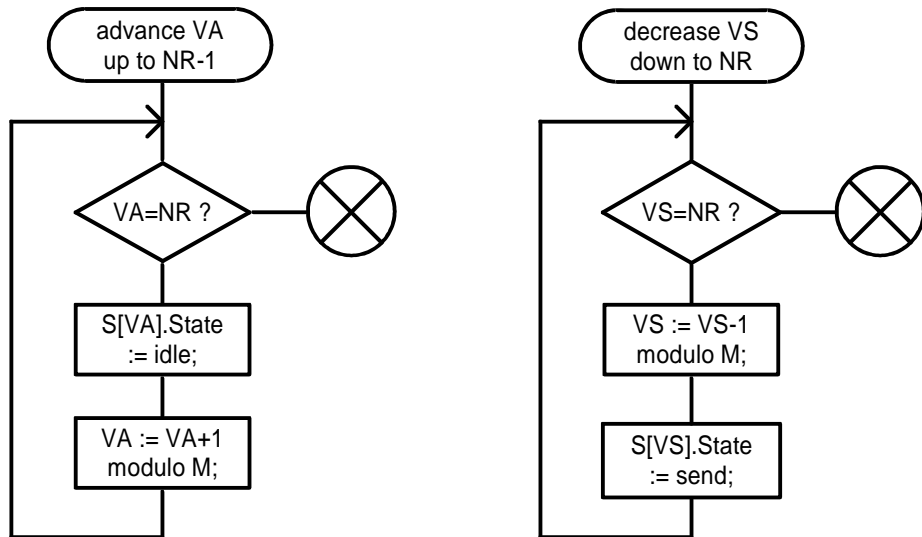 advance VA
up to NR-1
VA=NR ?
S[VA].State
:= idle;
VA := VA+1
modulo M;
decrease VS
down to NR
VS=NR ?
VS := VS-1
modulo M;
S[VS].State
:= send;